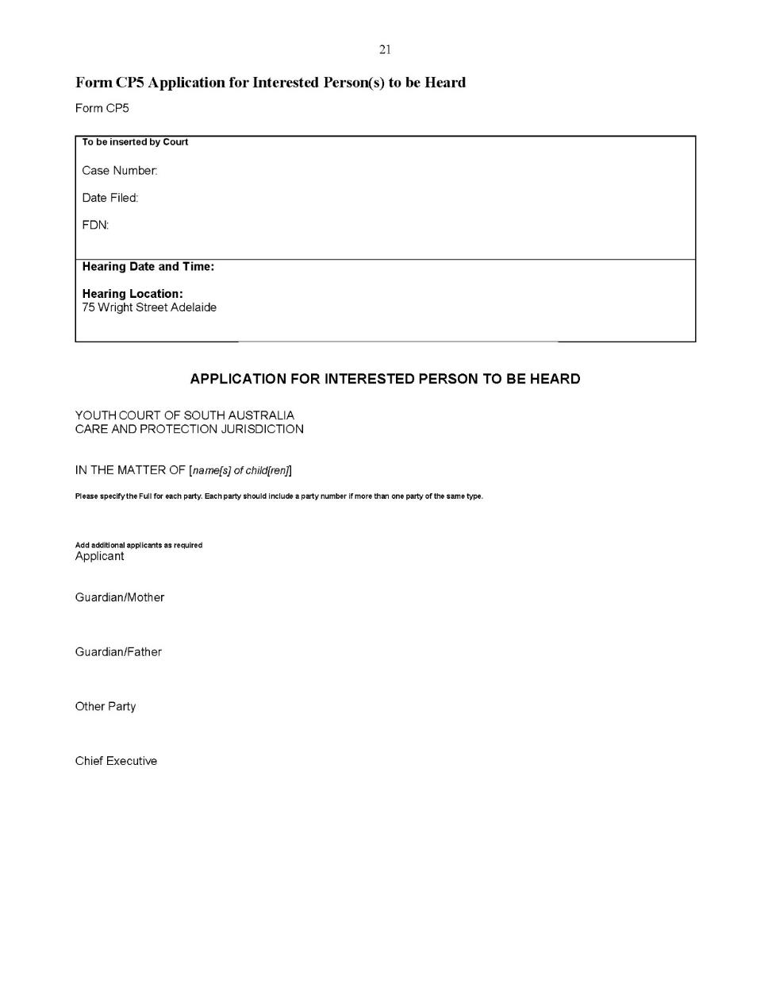 21
Form CP5 Application for Interested Person(s) to be Heard
Form CP5
To be inserted by Court
Case Number:
Date Filed:
FDN:
Hearing Date and Time:
Hearing Location:
75 Wright Street Adelaide
APPLICATION FOR INTERESTED PERSON TO BE HEARD
YOUTH COURT OF SOUTH AUSTRALIA
CARE AND PROTECTION JURISDICTION
IN THE MATTER OF [name[s] of child[ren]]
Please specify the Full for each party. Each party should include a party number if more than one party of the same type.
Add additional applicants as required
Applicant
Guardian/Mother
Guardian/Father
Other Party
Chief Executive